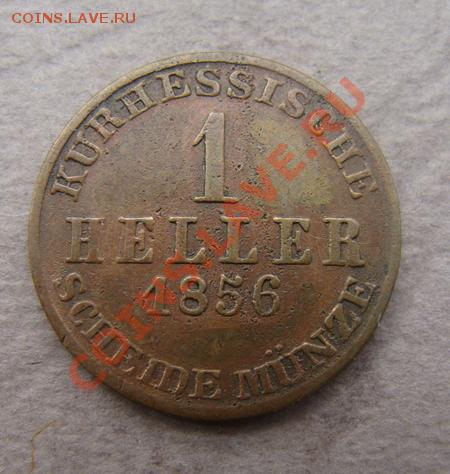 COINS.LAVE.RU
KURHESSISCHE
1
HELLER
1856
SCHEIDE MÜNZE
COINS.LAVE.RU